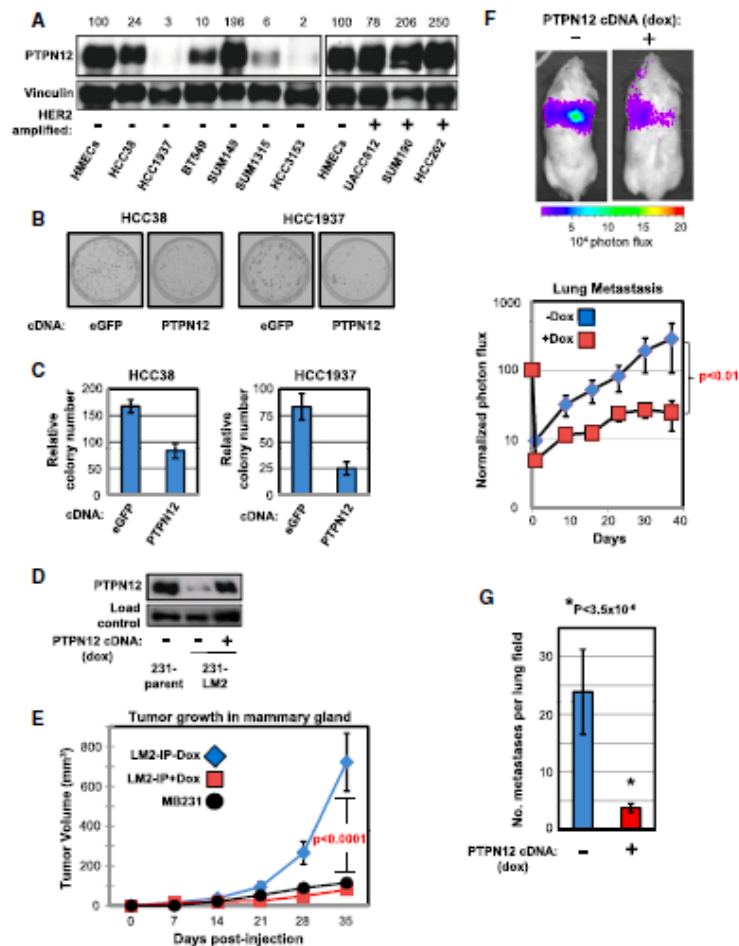 A
100 24 3 10 196 6 2 100 78 206 250
PTPN12
Vinculin
HER2
amplified:
- - - - - - - - + + +
HMECs HCC38 HCC1937 BT549 SUM149 SUM1315 HCC3153 HMECs UACC812 SUM190 HCC202
B
HCC38 HCC1937
cDNA: eGFP PTPN12 eGFP PTPN12
C
HCC38 HCC1937
Relative
colony number
200
150
100
50
0
Relative
colony number
100
75
50
25
0
cDNA: eGFP PTPN12 cDNA: eGFP PTPN12
D
PTPN12
Load
control
PTPN12 cDNA: - - +
(dox)
231-
parent
231-
LM2
E
Tumor growth in mammary gland
Tumor Volume (mm³)
800
600
400
200
0
LM2-IP-Dox
LM2-IP+Dox
MB231
p<0.0001
0 7 14 21 28 35
Days post-injection
F
PTPN12 cDNA (dox):
- +
5 10 15 20
10⁴ photon flux
Lung Metastasis
Normalized photon flux
1000
100
10
0
-Dox
+Dox
p<0.01
0 10 20 30 40
Days
G
*P<3.5x10⁻⁶
No. metastases per lung field
30
20
10
0
*
PTPN12 cDNA: - +
(dox)